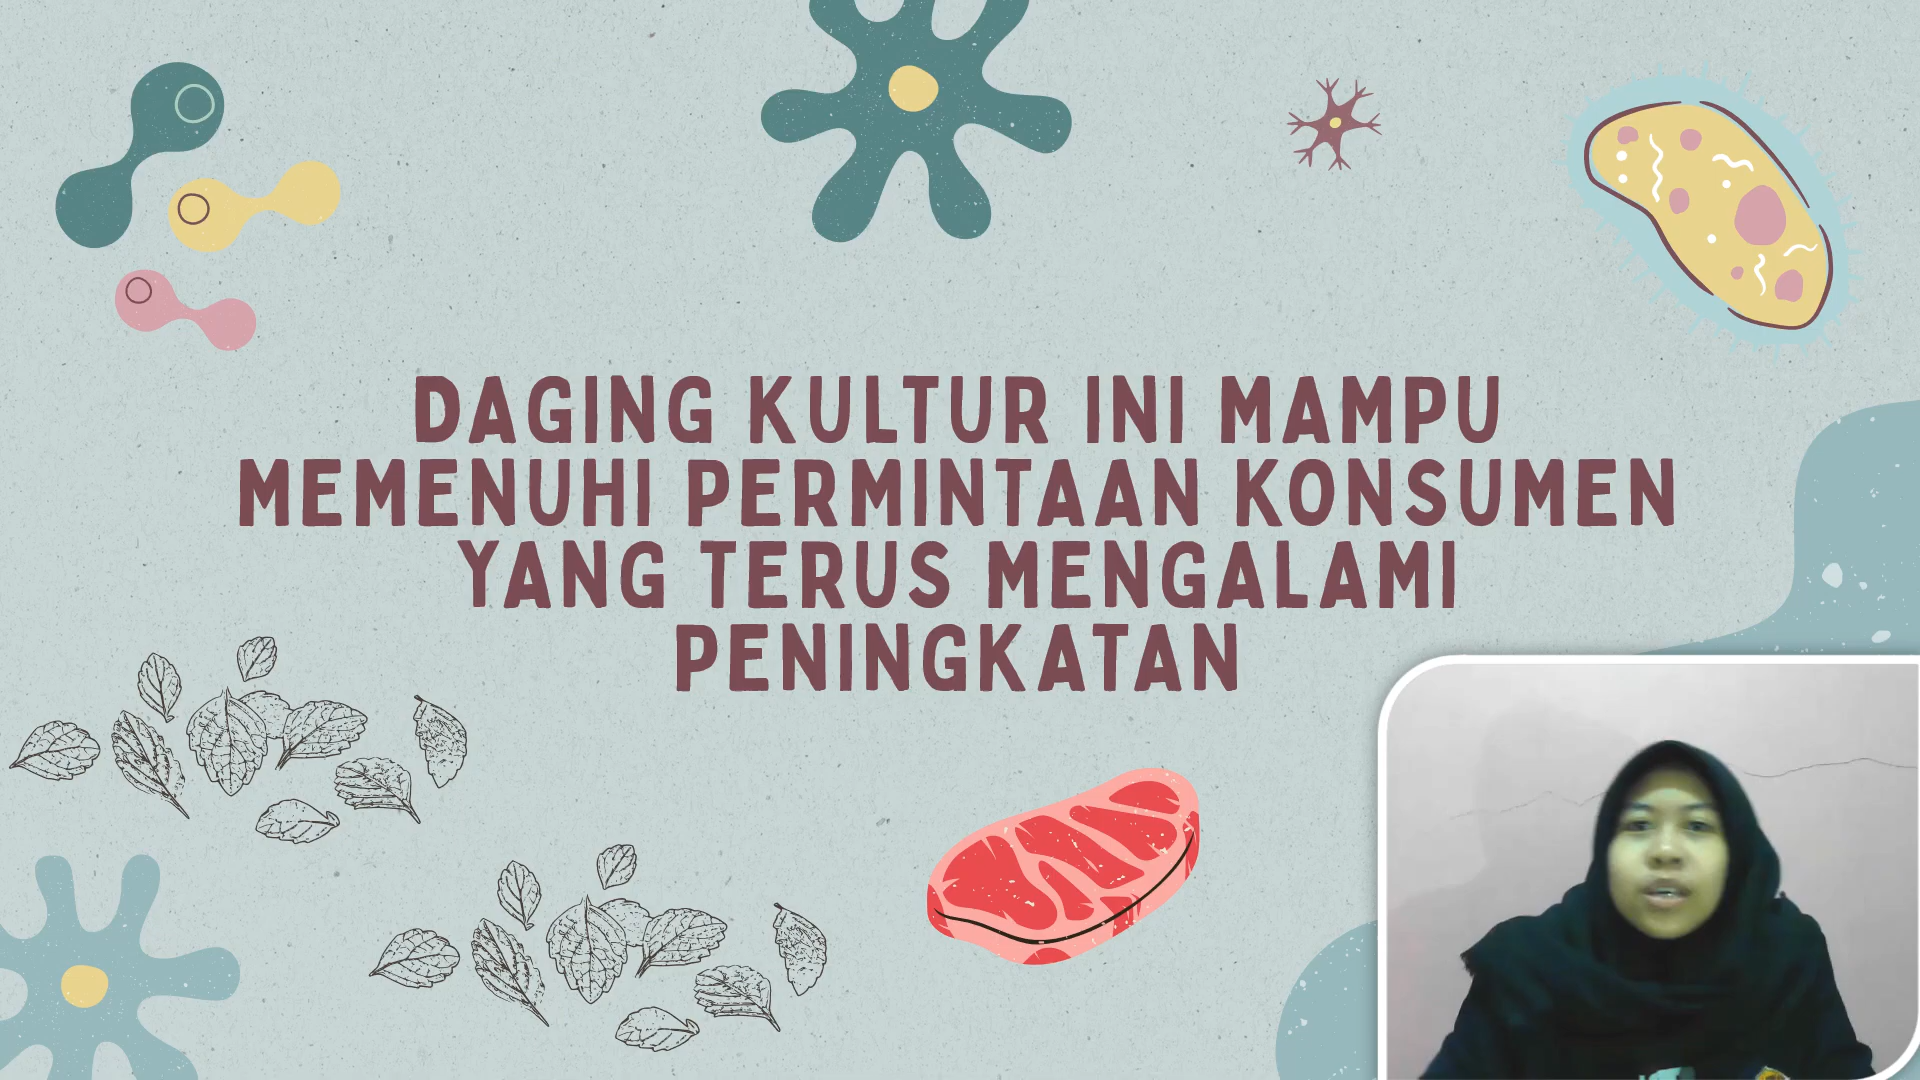 DAGING KULTUR INI MAMPU
MEMENUHI PERMINTAAN KONSUMEN
YANG TERUS MENGALAMI
PENINGKATAN